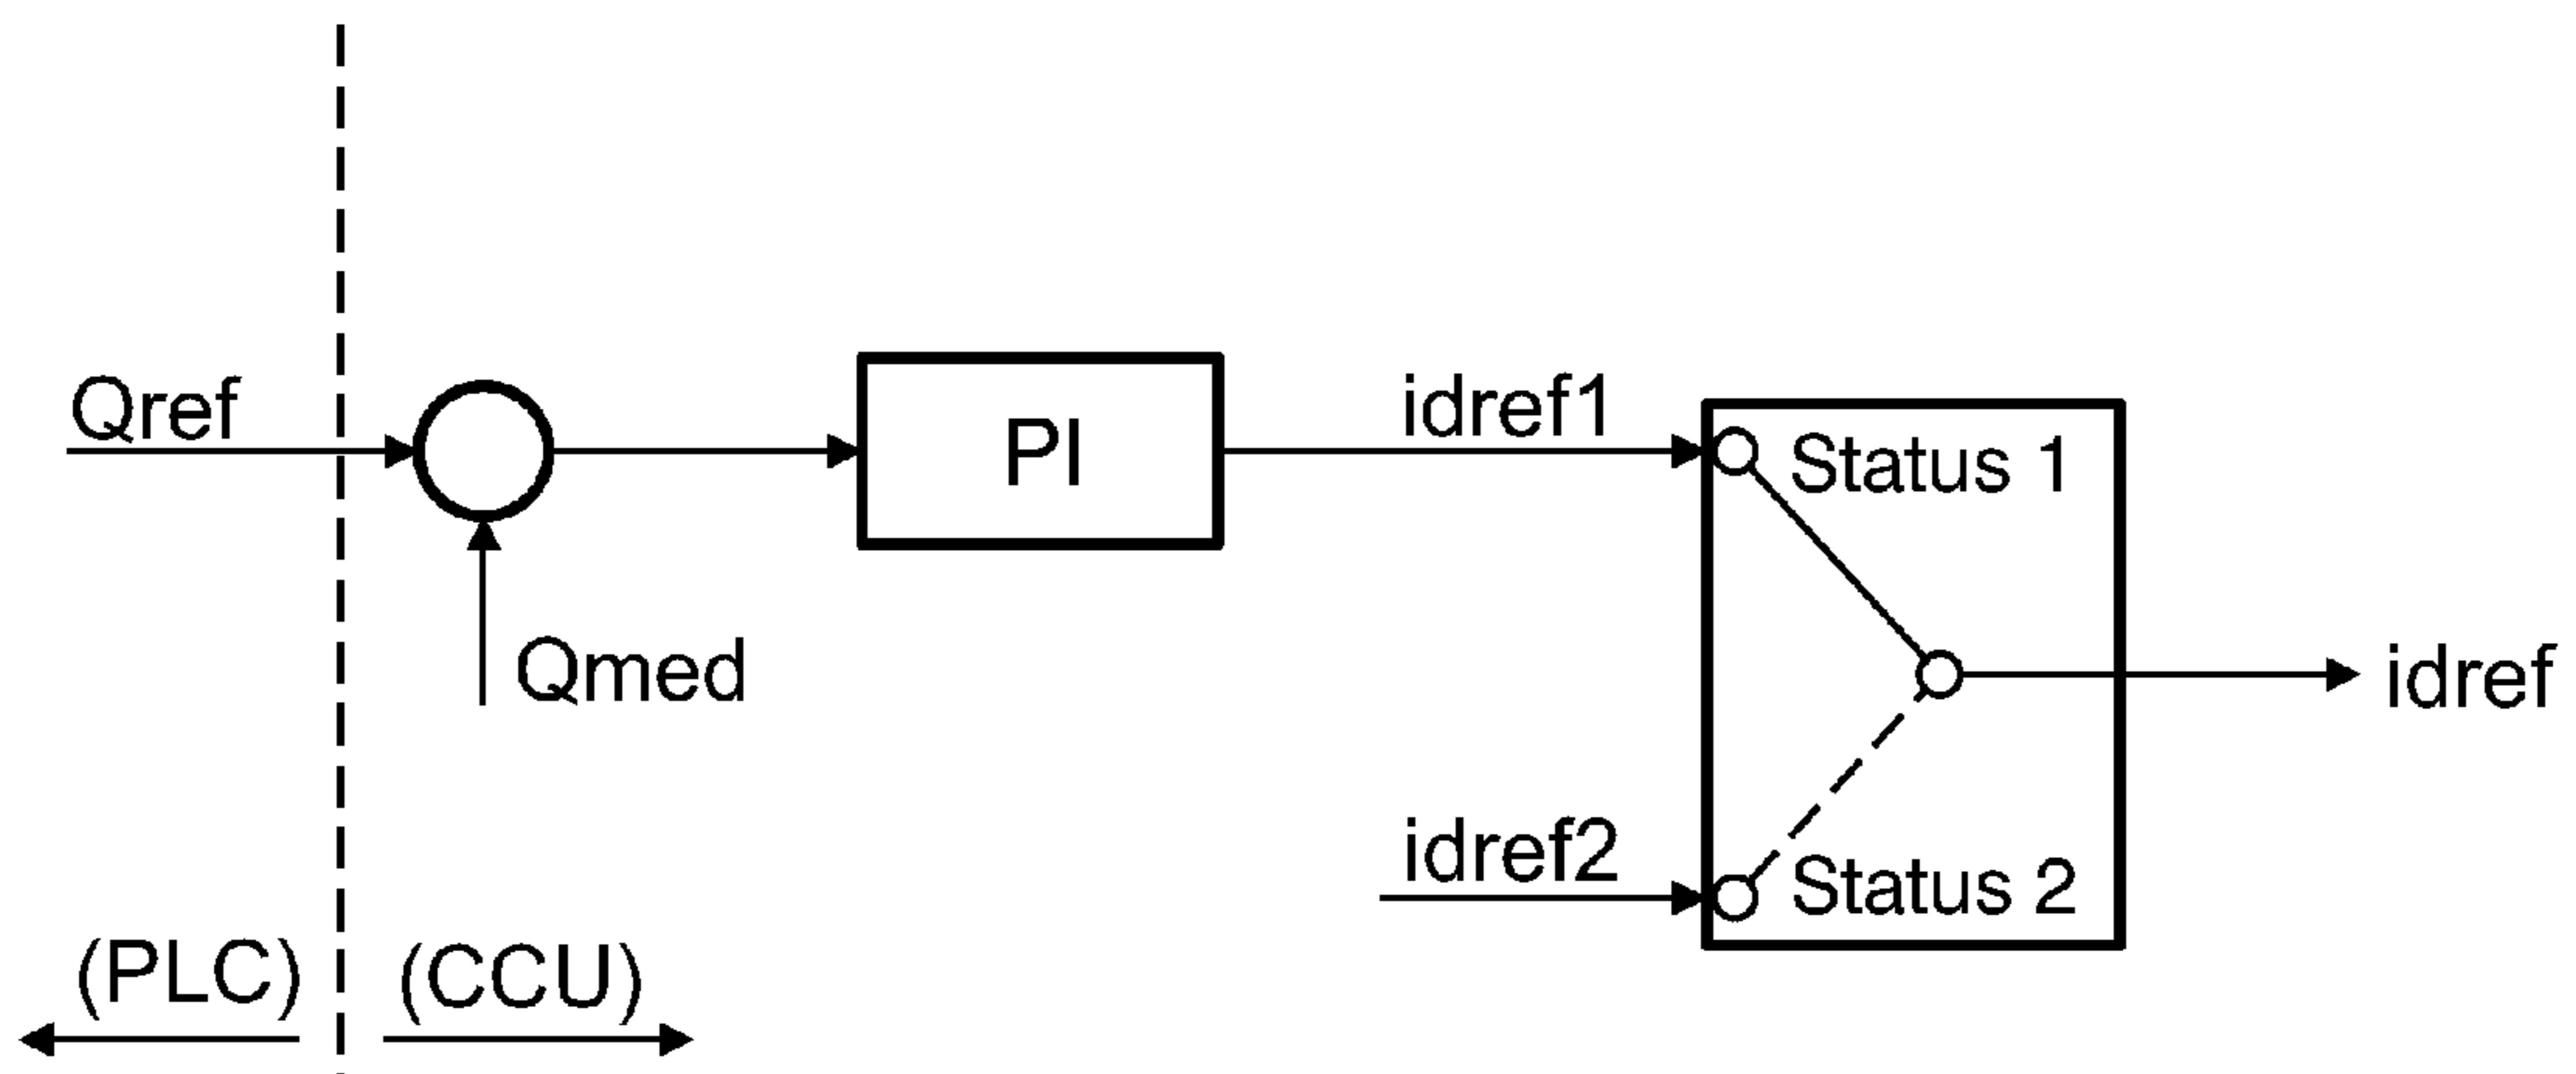 Qref
PI
idref1
Status 1
Qmed
idref
idref2
Status 2
(PLC)
(CCU)